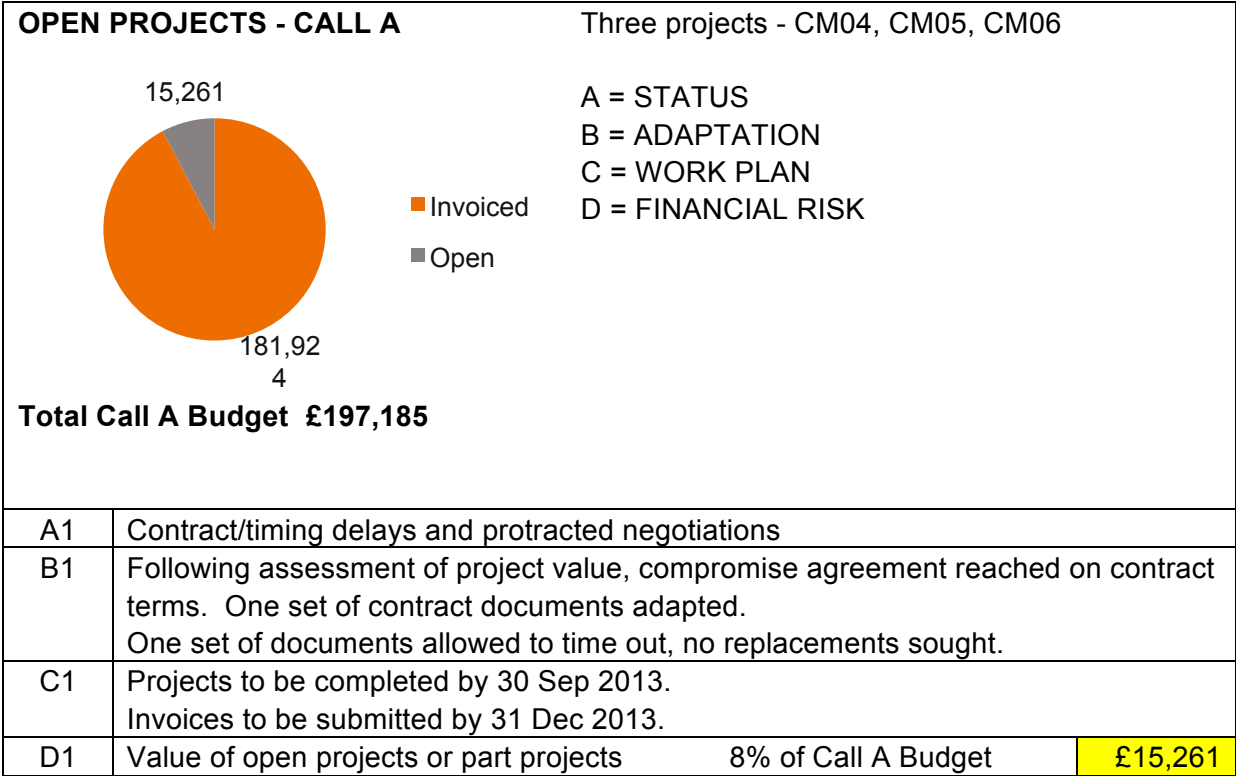 OPEN PROJECTS - CALL A
Three projects - CM04, CM05, CM06
15,261
A = STATUS
B = ADAPTATION
C = WORK PLAN
Invoiced
D = FINANCIAL RISK
Open
181,92
4
Total Call A Budget £197,185
A1 Contract/timing delays and protracted negotiations
B1 Following assessment of project value, compromise agreement reached on contract
terms. One set of contract documents adapted.
One set of documents allowed to time out, no replacements sought.
C1 Projects to be completed by 30 Sep 2013.
Invoices to be submitted by 31 Dec 2013.
D1 Value of open projects or part projects 8% of Call A Budget £15,261